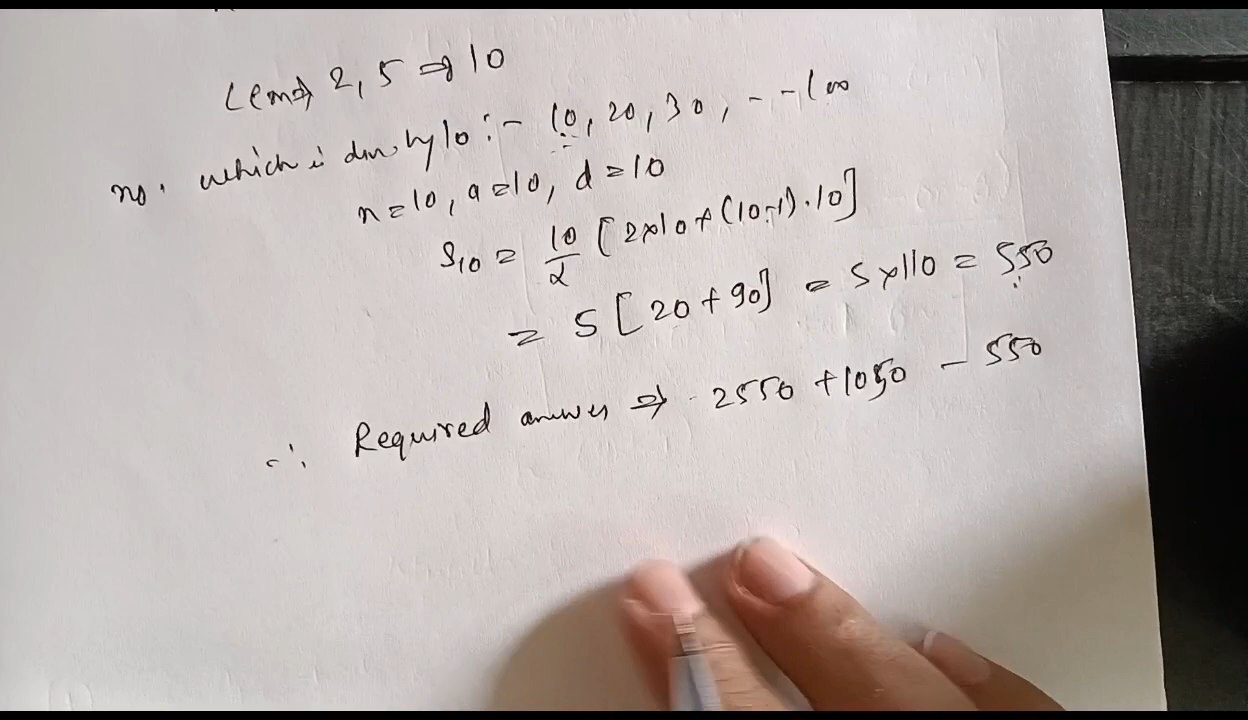 Lcm⇒ 2, 5 ⇒ 10
no. which is div. by 10 :- 10, 20, 30, - - 100
n=10, a=10, d=10
S10 = 10/2 [2×10+(10-1).10]
= 5[20+90] = 5×110 = 550
∴ Required answer ⇒ 2550 +1050 - 550